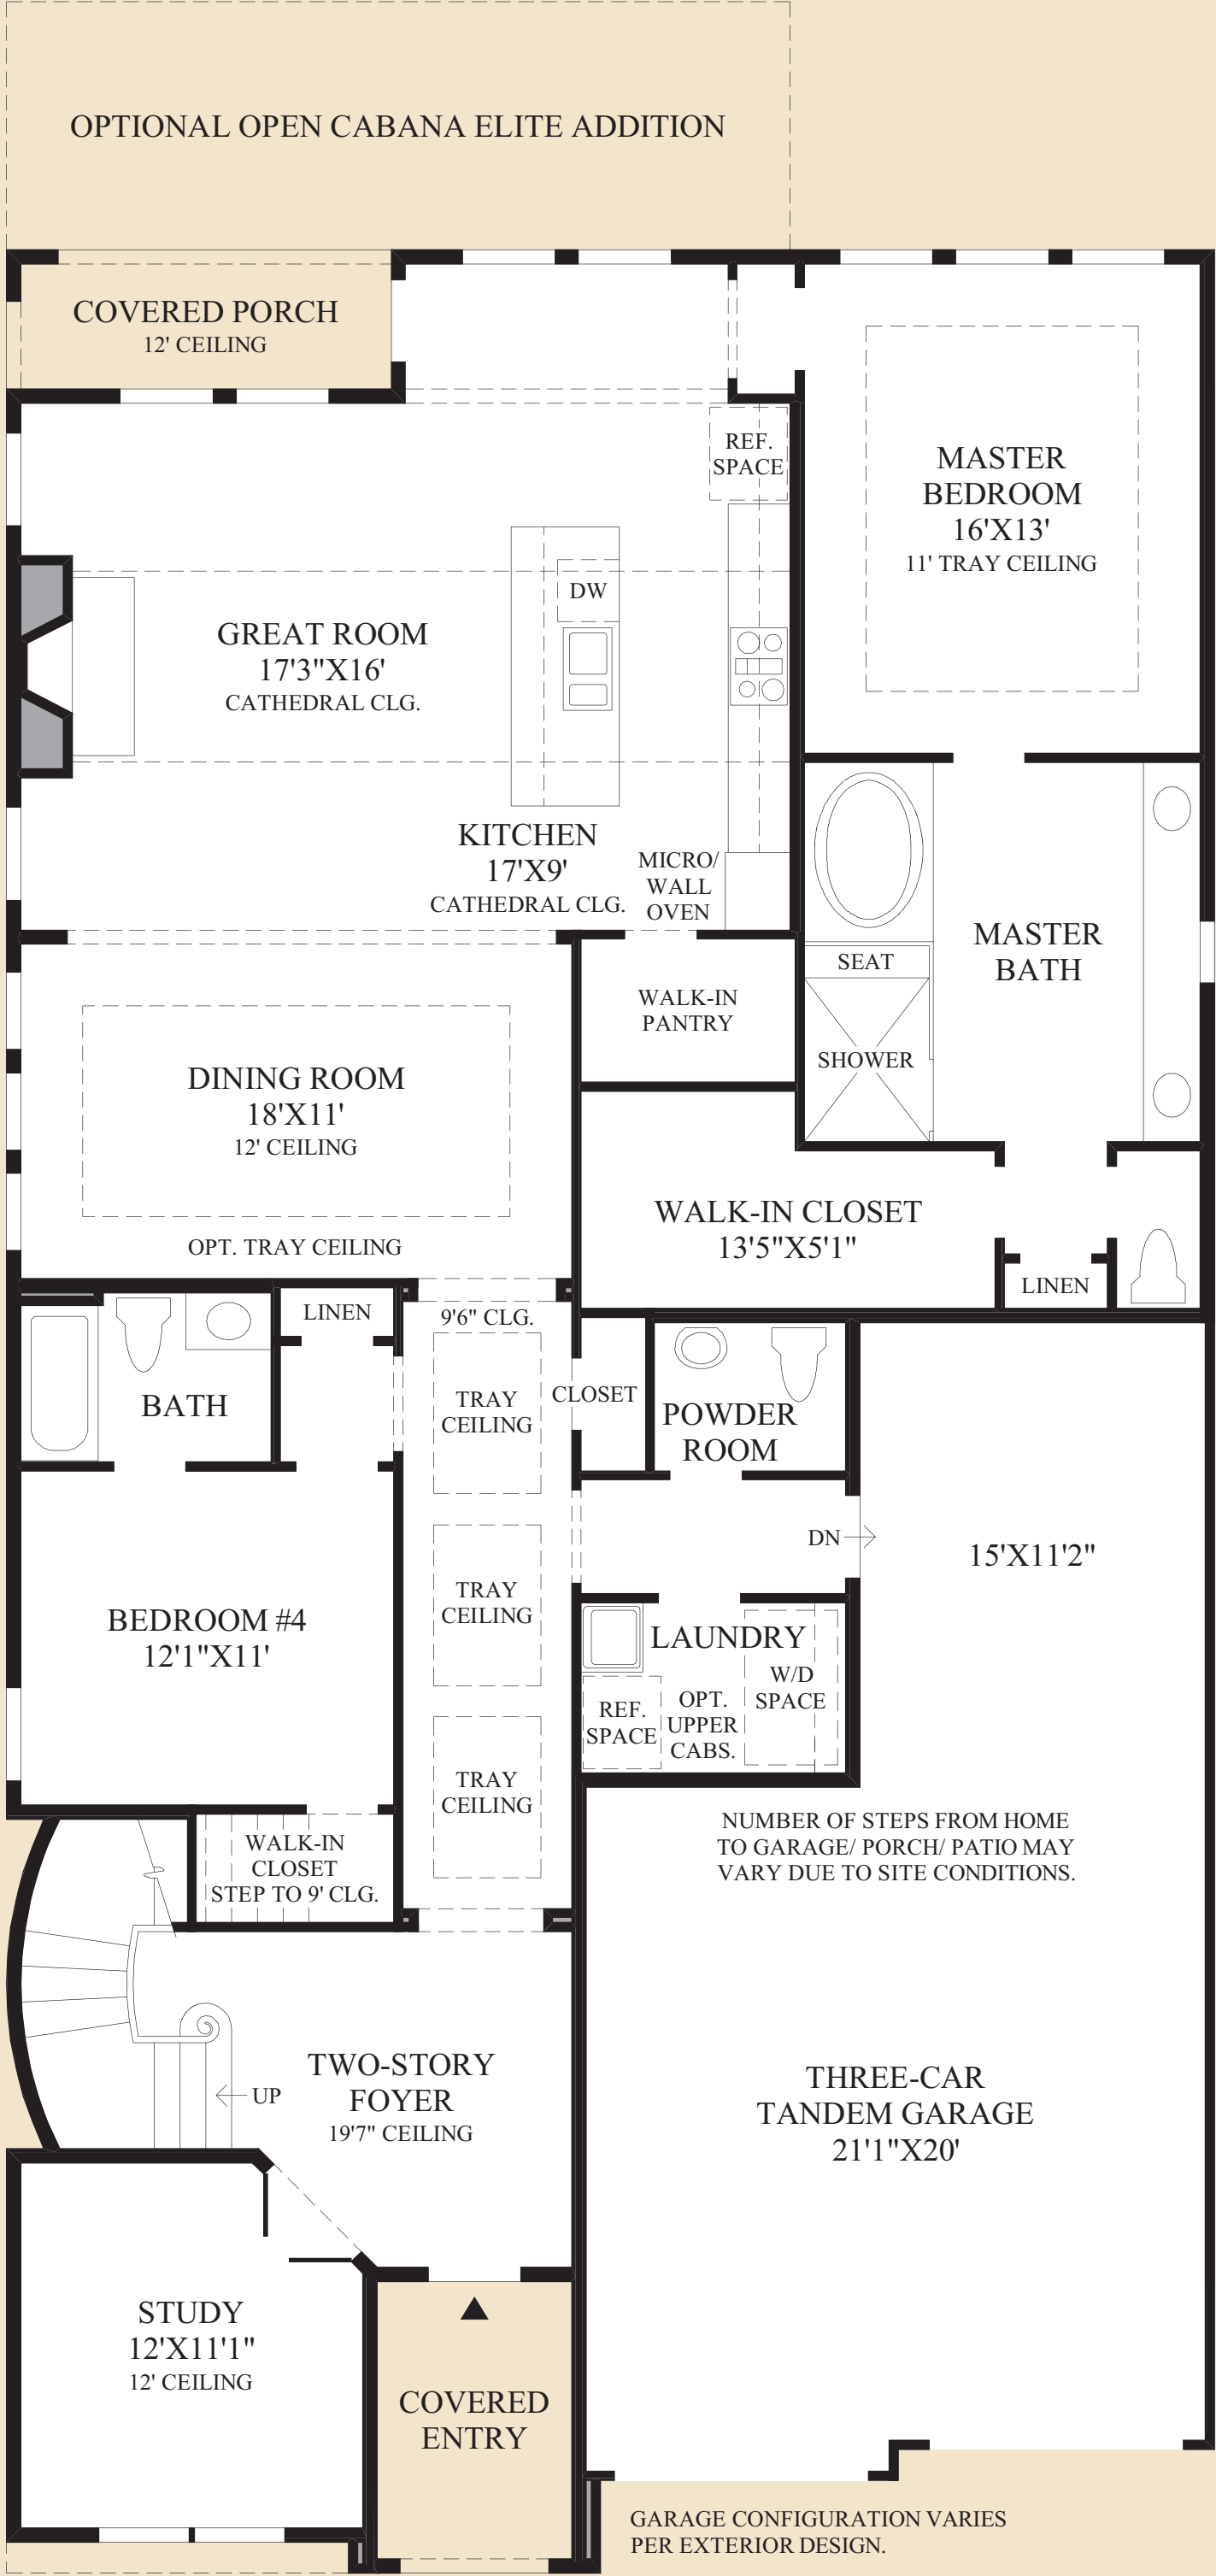 OPTIONAL OPEN CABANA ELITE ADDITION
COVERED PORCH
12' CEILING
REF.
SPACE
MASTER
BEDROOM
16'X13'
11' TRAY CEILING
DW
GREAT ROOM
17'3"X16'
CATHEDRAL CLG.
KITCHEN
17'X9'
CATHEDRAL CLG.
MICRO/
WALL
OVEN
MASTER
BATH
SEAT
SHOWER
WALK-IN
PANTRY
DINING ROOM
18'X11'
12' CEILING
OPT. TRAY CEILING
WALK-IN CLOSET
13'5"X5'1"
LINEN
LINEN
9'6" CLG.
BATH
TRAY
CEILING
CLOSET
POWDER
ROOM
DN
15'X11'2"
BEDROOM #4
12'1"X11'
TRAY
CEILING
LAUNDRY
W/D
SPACE
REF.
SPACE
OPT.
UPPER
CABS.
TRAY
CEILING
WALK-IN
CLOSET
STEP TO 9' CLG.
NUMBER OF STEPS FROM HOME
TO GARAGE/ PORCH/ PATIO MAY
VARY DUE TO SITE CONDITIONS.
TWO-STORY
FOYER
19'7" CEILING
UP
THREE-CAR
TANDEM GARAGE
21'1"X20'
STUDY
12'X11'1"
12' CEILING
COVERED
ENTRY
GARAGE CONFIGURATION VARIES
PER EXTERIOR DESIGN.